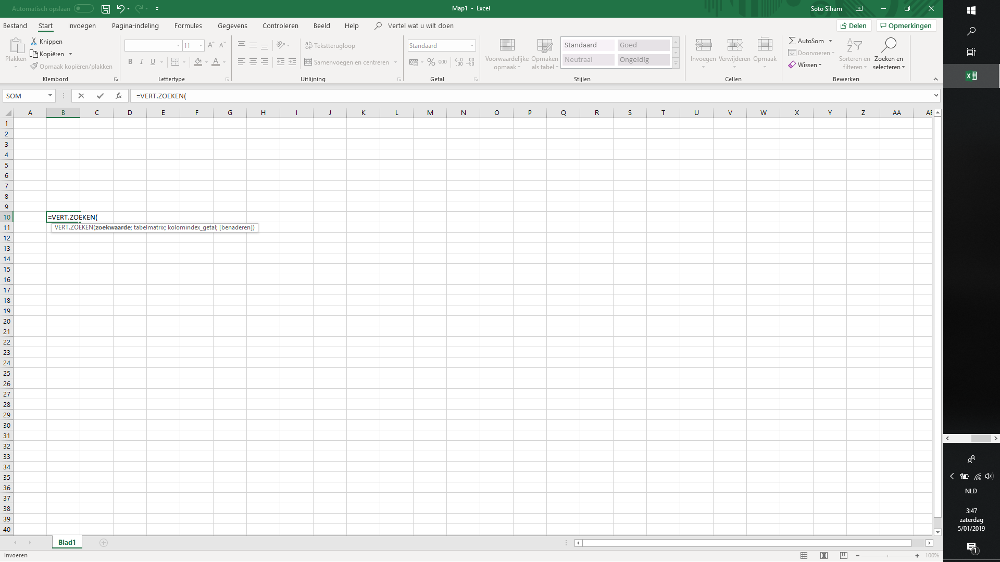 Automatisch opslaan
Map1 - Excel
Soto Siham
Bestand Start Invoegen Pagina-indeling Formules Gegevens Controleren Beeld Help Vertel wat u wilt doen Delen Opmerkingen
Plakken
Knippen
Kopiëren
Opmaak kopiëren/plakken
Klembord
11
B I U
Lettertype
Tekstterugloop
Samenvoegen en centreren
Uitlijning
Standaard
% 000
Getal
Voorwaardelijke opmaak
Opmaken als tabel
Standaard Goed
Neutraal Ongeldig
Stijlen
Invoegen Verwijderen Opmaak
Cellen
AutoSom
Doorvoeren
Wissen
Sorteren en filteren
Zoeken en selecteren
Bewerken
SOM
fx
=VERT.ZOEKEN(
A B C D E F G H I J K L M N O P Q R S T U V W X Y Z AA
1
2
3
4
5
6
7
8
9
10 =VERT.ZOEKEN(
11 VERT.ZOEKEN(zoekwaarde; tabelmatrix; kolomindex_getal; [benaderen])
12
13
14
15
16
17
18
19
20
21
22
23
24
25
26
27
28
29
30
31
32
33
34
35
36
37
38
39
40
Blad1
Invoeren
100%
NLD
3:47
zaterdag
5/01/2019
1